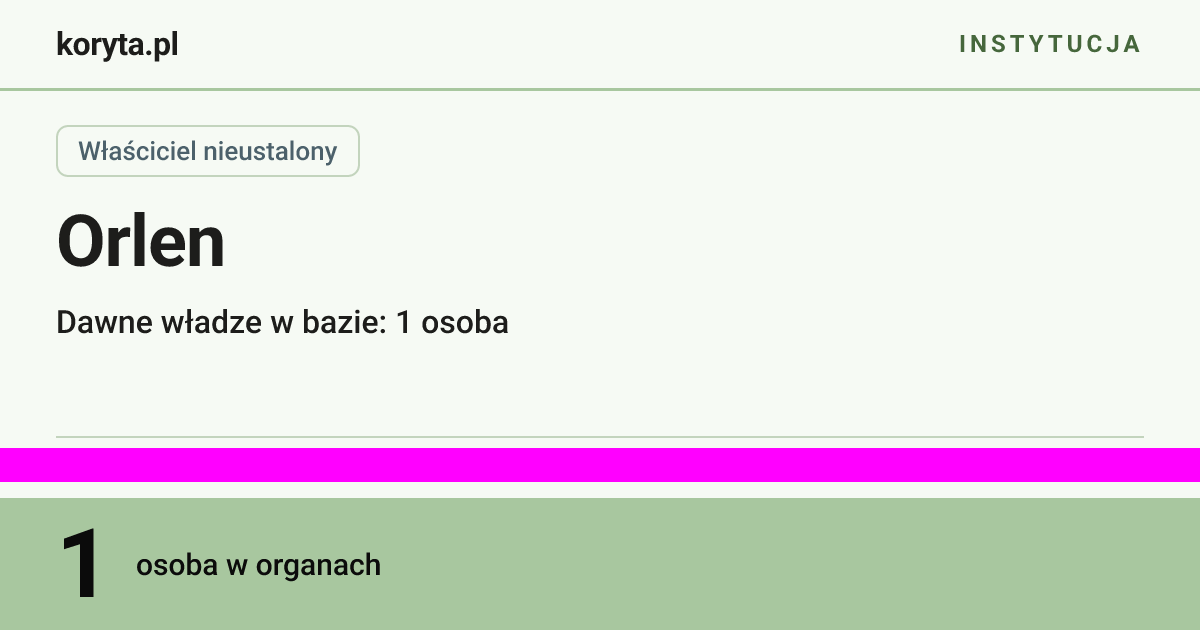 koryta.pl
INSTYTUCJA
Właściciel nieustalony
Orlen
Dawne władze w bazie: 1 osoba
1 osoba w organach